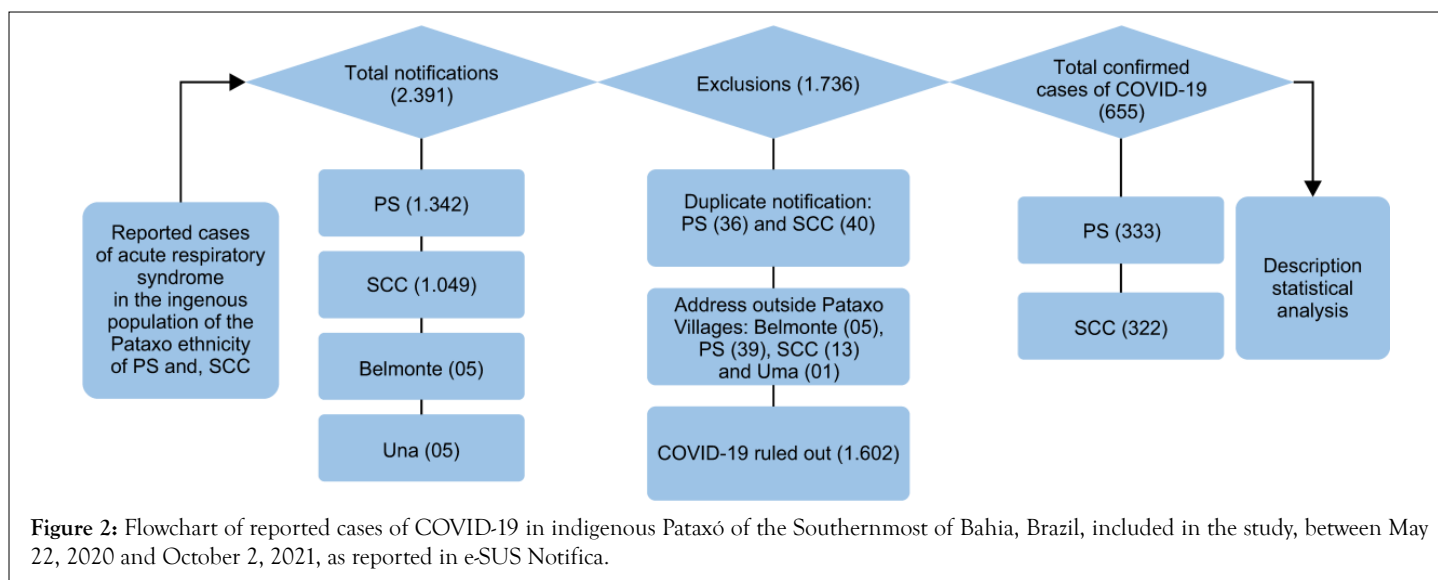 Reported cases
of acute respiratory
syndrome
in the ingenous
population of the
Pataxo ethnicity
of PS and, SCC
Total notifications
(2.391)
PS (1.342)
SCC (1.049)
Belmonte (05)
Una (05)
Exclusions (1.736)
Duplicate notification:
PS (36) and SCC (40)
Address outside Pataxo
Villages: Belmonte (05),
PS (39), SCC (13)
and Uma (01)
COVID-19 ruled out (1.602)
Total confirmed
cases of COVID-19
(655)
PS (333)
SCC (322)
Description
statistical
analysis
Figure 2: Flowchart of reported cases of COVID-19 in indigenous Pataxó of the Southernmost of Bahia, Brazil, included in the study, between May
22, 2020 and October 2, 2021, as reported in e-SUS Notifica.